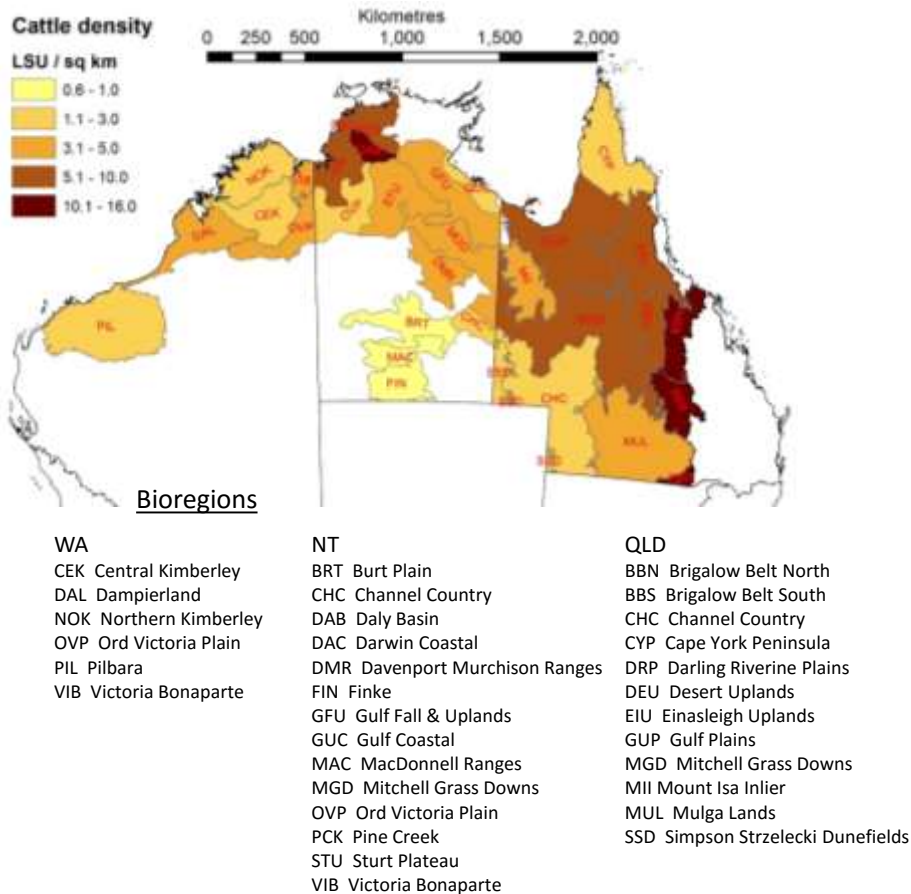 Kilometres
Cattle density
0 250 500 1,000 1,500 2,000
LSU / sq km
0.6 - 1.0
1.1 - 3.0
3.1 - 5.0
5.1 - 10.0
10.1 - 16.0
CYP
NOK
GFU
CEK
STU
PIL
BRT
MAC
CHC
FIN
MUL
Bioregions
WA
CEK Central Kimberley
DAL Dampierland
NOK Northern Kimberley
OVP Ord Victoria Plain
PIL Pilbara
VIB Victoria Bonaparte
NT
BRT Burt Plain
CHC Channel Country
DAB Daly Basin
DAC Darwin Coastal
DMR Davenport Murchison Ranges
FIN Finke
GFU Gulf Fall & Uplands
GUC Gulf Coastal
MAC MacDonnell Ranges
MGD Mitchell Grass Downs
OVP Ord Victoria Plain
PCK Pine Creek
STU Sturt Plateau
VIB Victoria Bonaparte
QLD
BBN Brigalow Belt North
BBS Brigalow Belt South
CHC Channel Country
CYP Cape York Peninsula
DRP Darling Riverine Plains
DEU Desert Uplands
EIU Einasleigh Uplands
GUP Gulf Plains
MGD Mitchell Grass Downs
MII Mount Isa Inlier
MUL Mulga Lands
SSD Simpson Strzelecki Dunefields